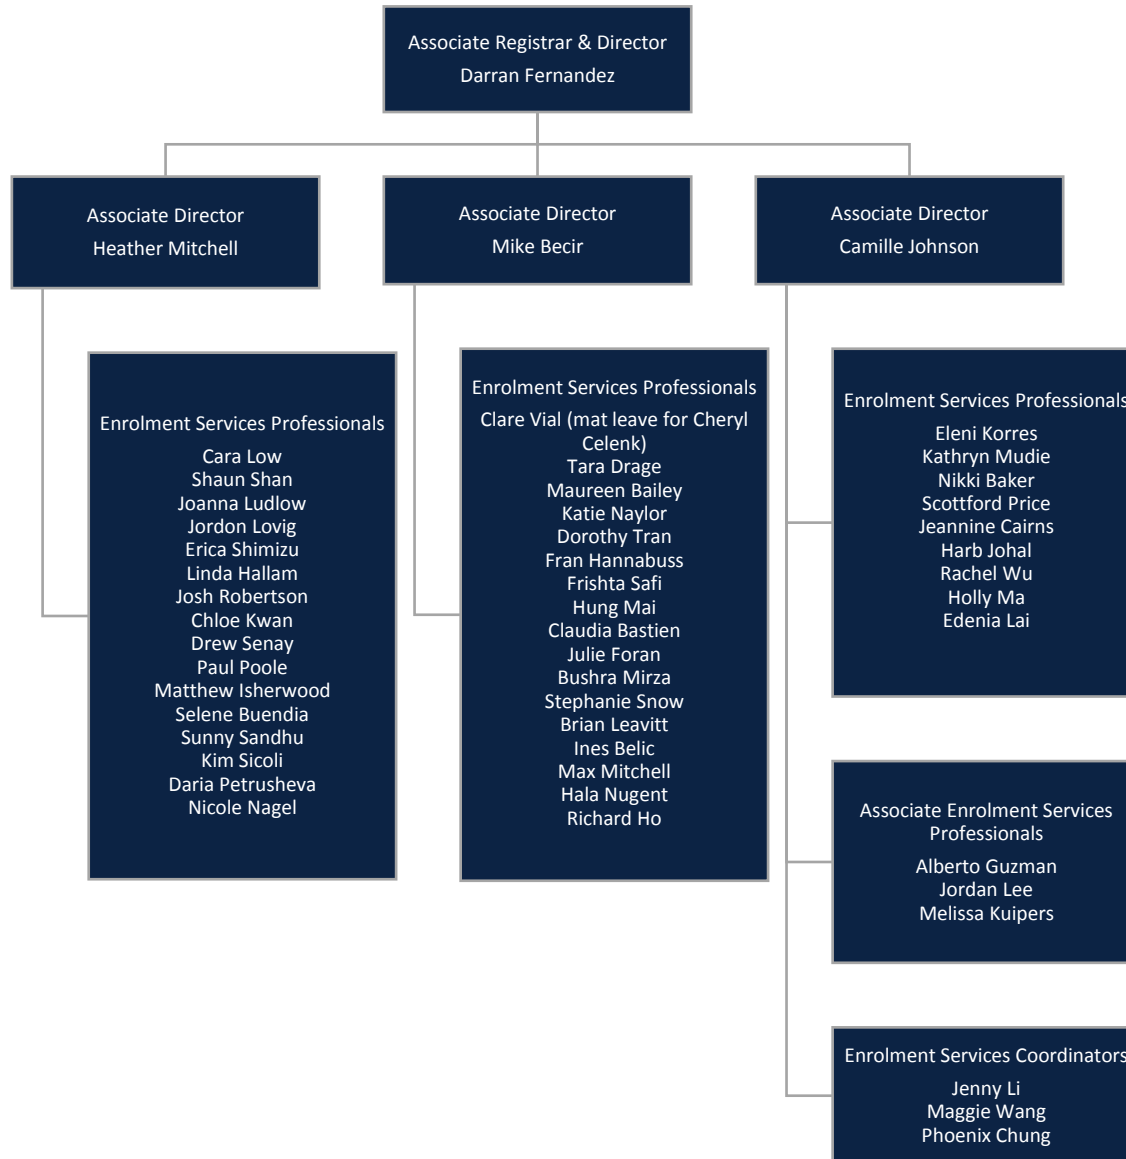 Associate Registrar & Director
Darran Fernandez
Associate Director
Heather Mitchell
Associate Director
Mike Becir
Associate Director
Camille Johnson
Enrolment Services Professionals
Cara Low
Shaun Shan
Joanna Ludlow
Jordon Lovig
Erica Shimizu
Linda Hallam
Josh Robertson
Chloe Kwan
Drew Senay
Paul Poole
Matthew Isherwood
Selene Buendia
Sunny Sandhu
Kim Sicoli
Daria Petrusheva
Nicole Nagel
Enrolment Services Professionals
Clare Vial (mat leave for Cheryl
Celenk)
Tara Drage
Maureen Bailey
Katie Naylor
Dorothy Tran
Fran Hannabuss
Frishta Safi
Hung Mai
Claudia Bastien
Julie Foran
Bushra Mirza
Stephanie Snow
Brian Leavitt
Ines Belic
Max Mitchell
Hala Nugent
Richard Ho
Enrolment Services Professionals
Eleni Korres
Kathryn Mudie
Nikki Baker
Scottford Price
Jeannine Cairns
Harb Johal
Rachel Wu
Holly Ma
Edenia Lai
Associate Enrolment Services
Professionals
Alberto Guzman
Jordan Lee
Melissa Kuipers
Enrolment Services Coordinators
Jenny Li
Maggie Wang
Phoenix Chung